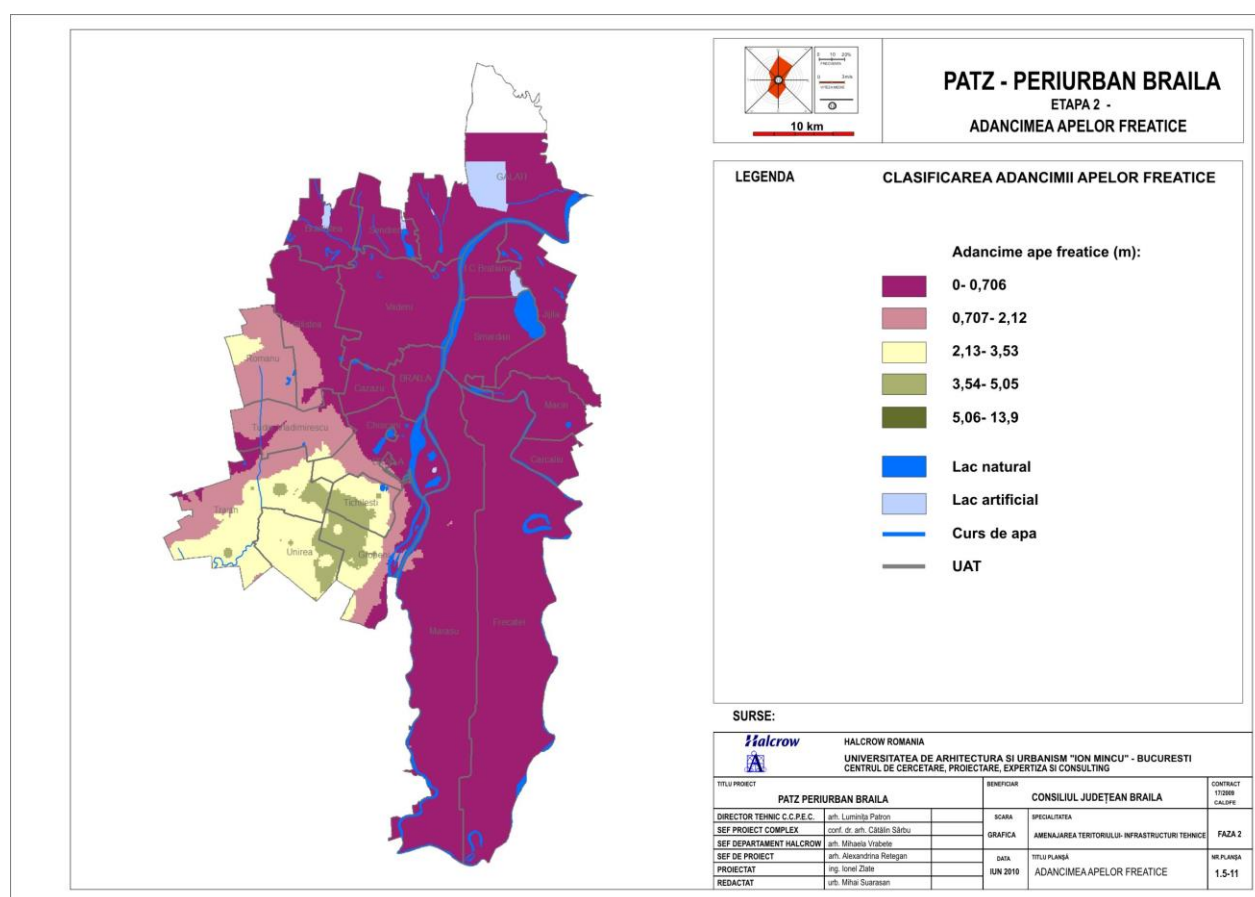 PATZ - PERIURBAN BRAILA
ETAPA 2 -
ADANCIMEA APELOR FREATICE
10 km
LEGENDA
CLASIFICAREA ADANCIMII APELOR FREATICE
Adancime ape freatice (m):
0- 0,706
0,707- 2,12
2,13- 3,53
3,54- 5,05
5,06- 13,9
Lac natural
Lac artificial
Curs de apa
UAT
GALATI
Vadeni
Smardan
Jijila
Romanu
Cazasu
BRAILA
Macin
Chiscani
Carcaliu
Tudor Vladimirescu
Tichilesti
Traian
Unirea
Gropeni
Marasu
Frecatei
SURSE:
Halcrow
HALCROW ROMANIA
UNIVERSITATEA DE ARHITECTURA SI URBANISM "ION MINCU" - BUCURESTI
CENTRUL DE CERCETARE, PROIECTARE, EXPERTIZA SI CONSULTING
TITLU PROIECT
PATZ PERIURBAN BRAILA
BENEFICIAR
CONSILIUL JUDEȚEAN BRAILA
CONTRACT
17/2009
CALDFE
DIRECTOR TEHNIC C.C.P.E.C. arh. Luminița Patron
SEF PROIECT COMPLEX conf. dr. arh. Cătălin Sârbu
SEF DEPARTAMENT HALCROW arh. Mihaela Vrabete
SEF DE PROIECT arh. Alexandrina Retegan
PROIECTAT ing. Ionel Zlate
REDACTAT urb. Mihai Suarasan
SCARA
GRAFICA
SPECIALITATEA
AMENAJAREA TERITORIULUI- INFRASTRUCTURI TEHNICE
FAZA 2
DATA
IUN 2010
TITLU PLANȘĂ
ADANCIMEA APELOR FREATICE
NR.PLANȘA
1.5-11